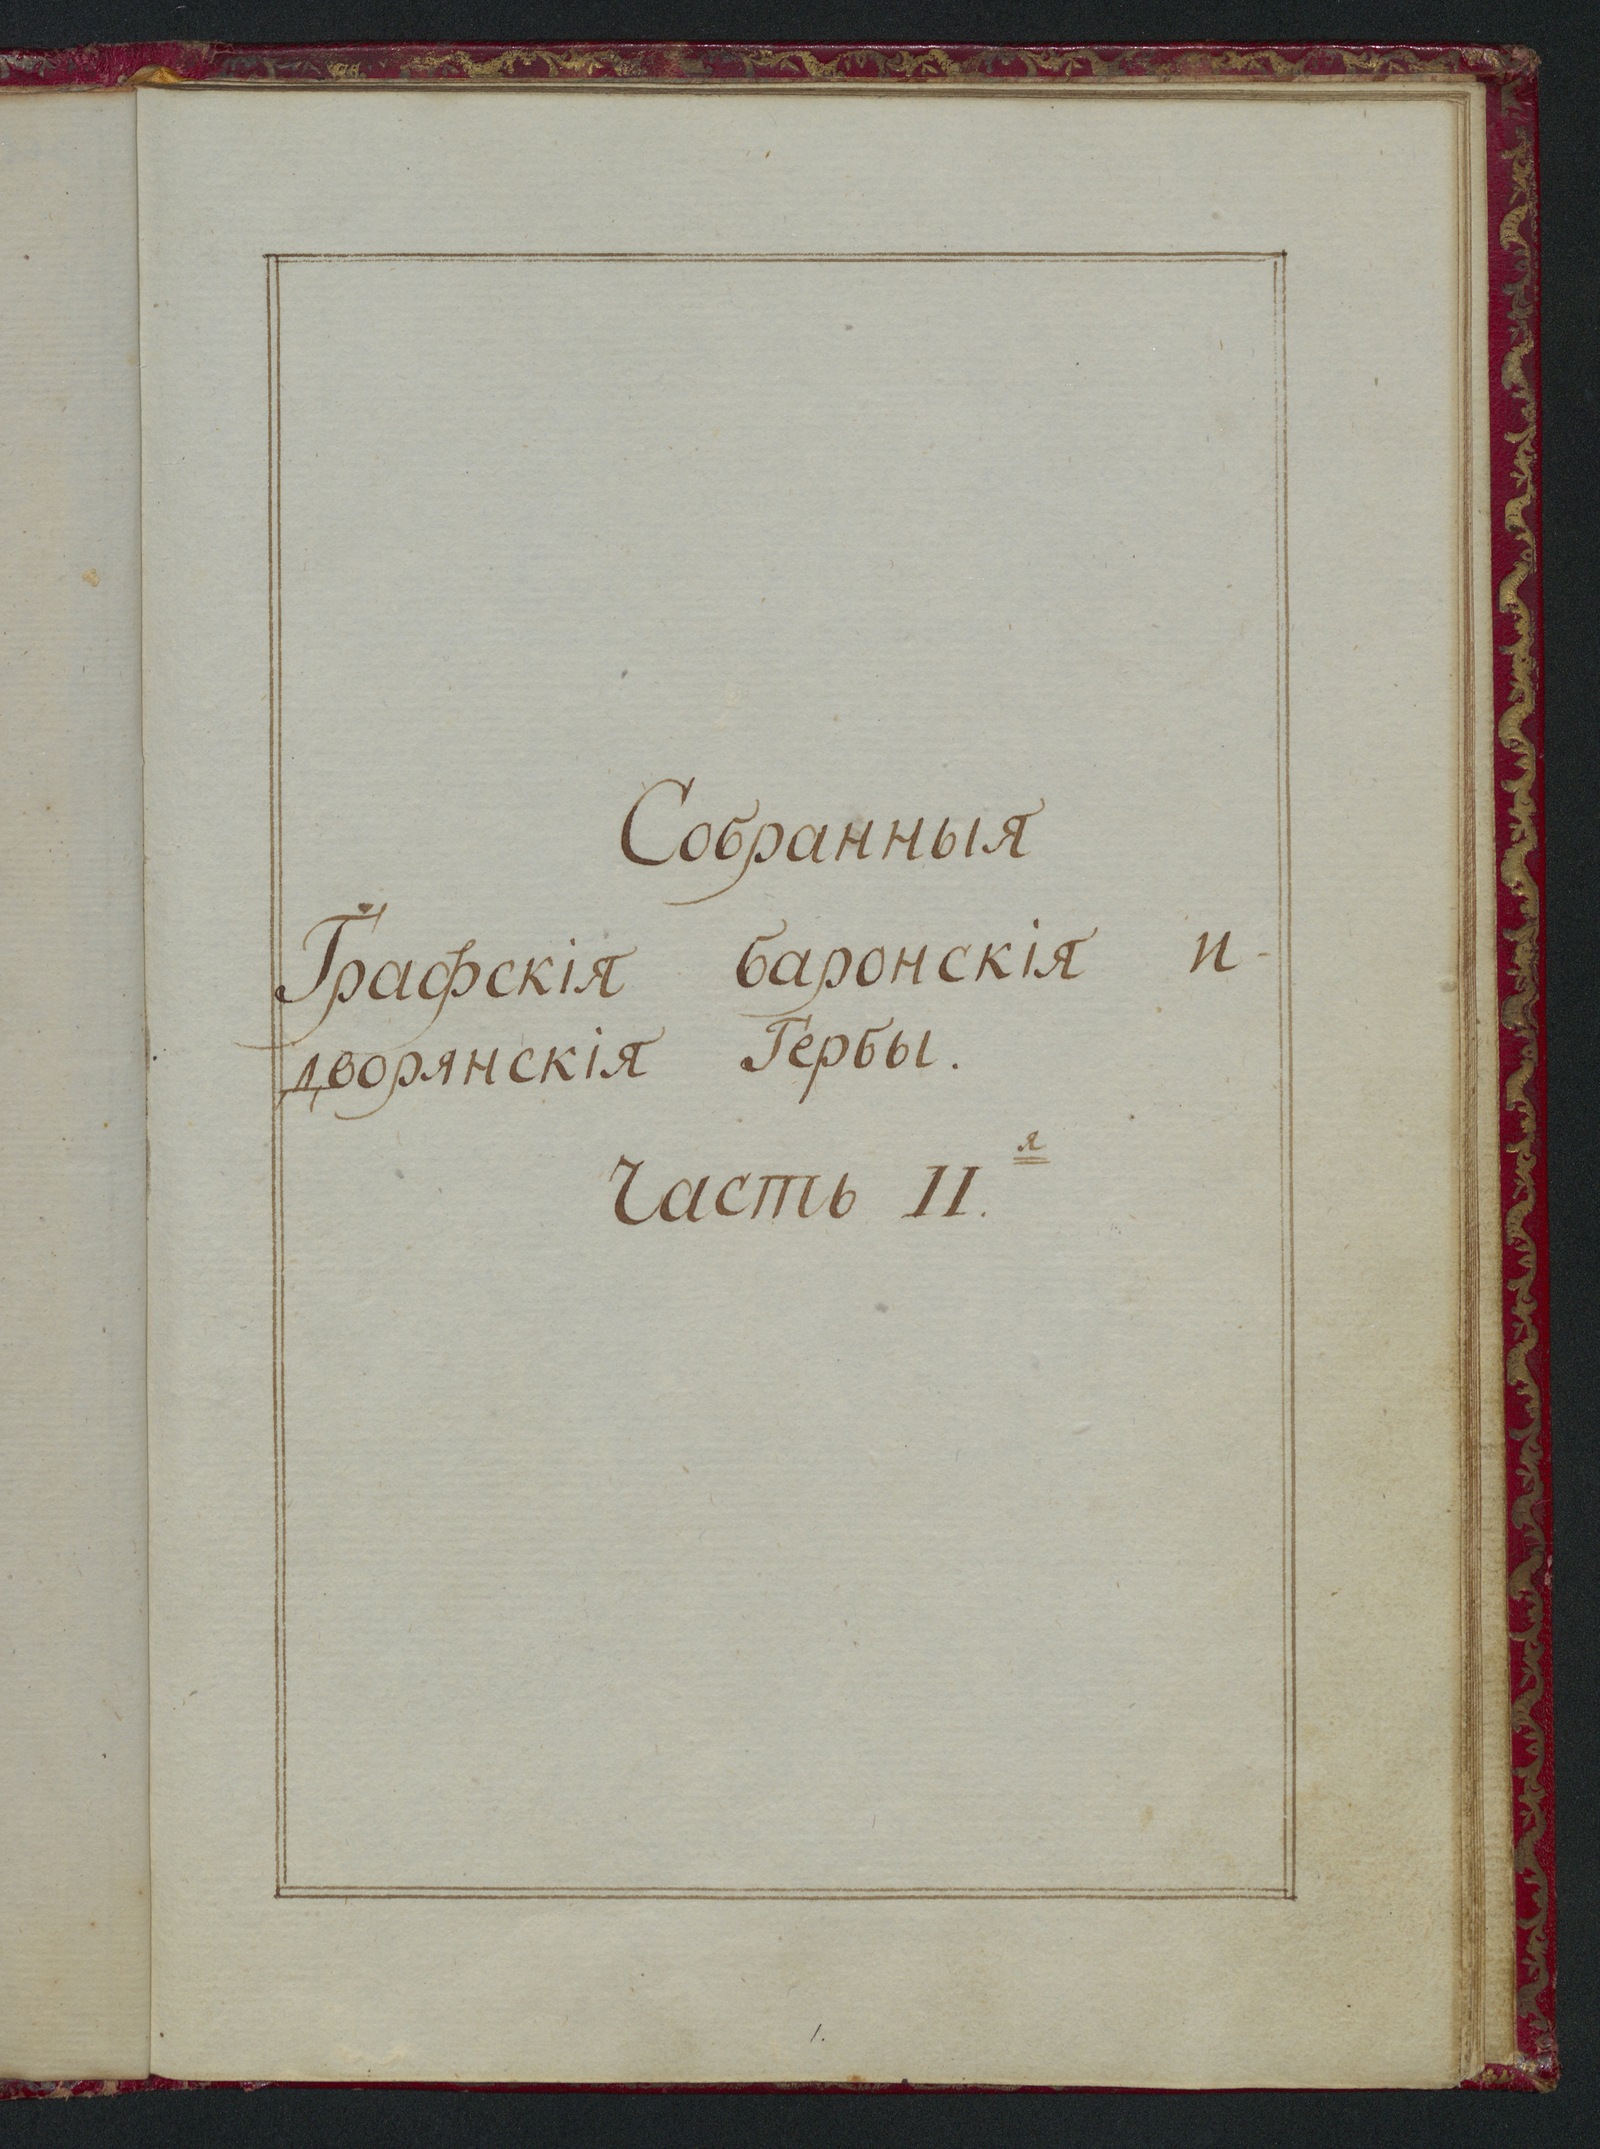 Собранныя
Графскія баронскія и-
дворянскія Гербы.
Часть II.я
1.